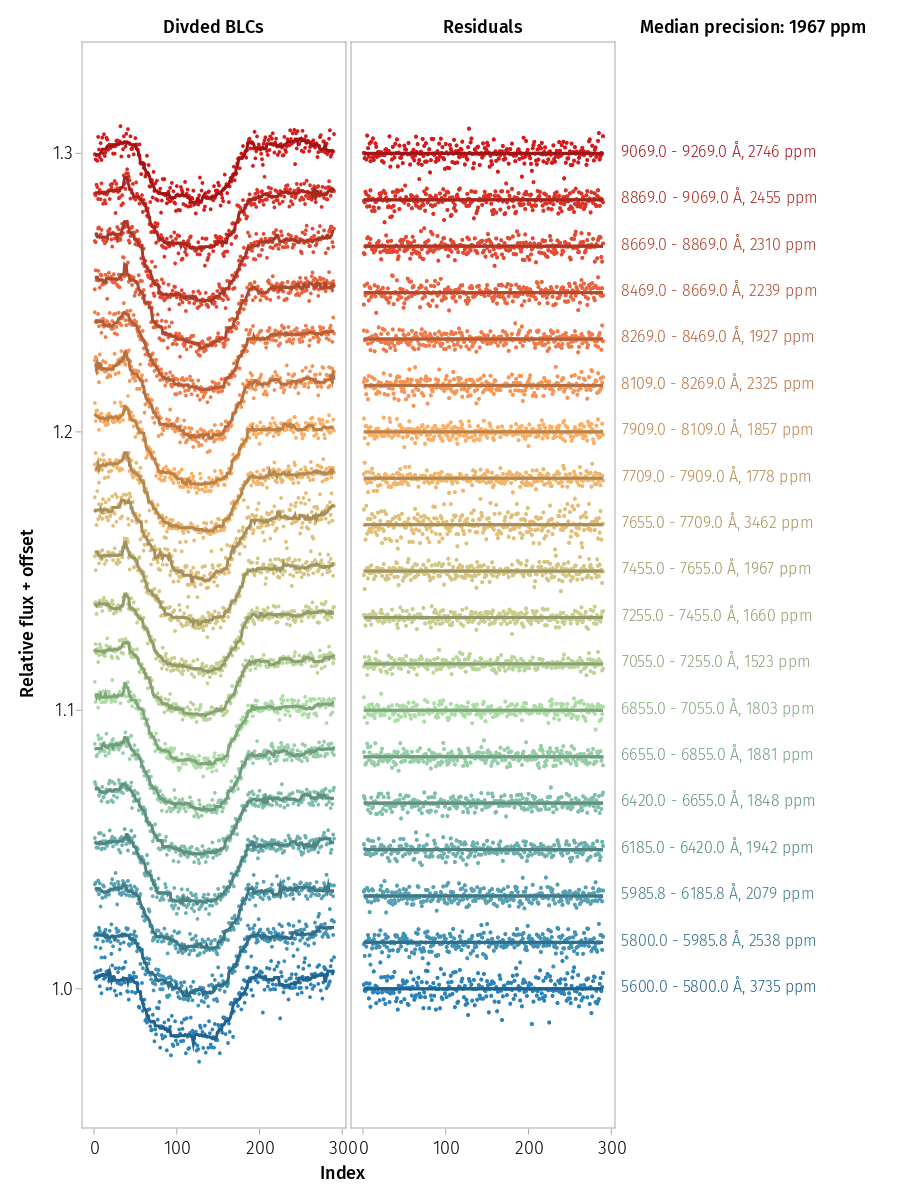 Divded BLCs
Residuals
Median precision: 1967 ppm
1.3
1.2
1.1
1.0
Relative flux + offset
9069.0 - 9269.0 Å, 2746 ppm
8869.0 - 9069.0 Å, 2455 ppm
8669.0 - 8869.0 Å, 2310 ppm
8469.0 - 8669.0 Å, 2239 ppm
8269.0 - 8469.0 Å, 1927 ppm
8109.0 - 8269.0 Å, 2325 ppm
7909.0 - 8109.0 Å, 1857 ppm
7709.0 - 7909.0 Å, 1778 ppm
7655.0 - 7709.0 Å, 3462 ppm
7455.0 - 7655.0 Å, 1967 ppm
7255.0 - 7455.0 Å, 1660 ppm
7055.0 - 7255.0 Å, 1523 ppm
6855.0 - 7055.0 Å, 1803 ppm
6655.0 - 6855.0 Å, 1881 ppm
6420.0 - 6655.0 Å, 1848 ppm
6185.0 - 6420.0 Å, 1942 ppm
5985.8 - 6185.8 Å, 2079 ppm
5800.0 - 5985.8 Å, 2538 ppm
5600.0 - 5800.0 Å, 3735 ppm
0 100 200 300
0 100 200 300
Index